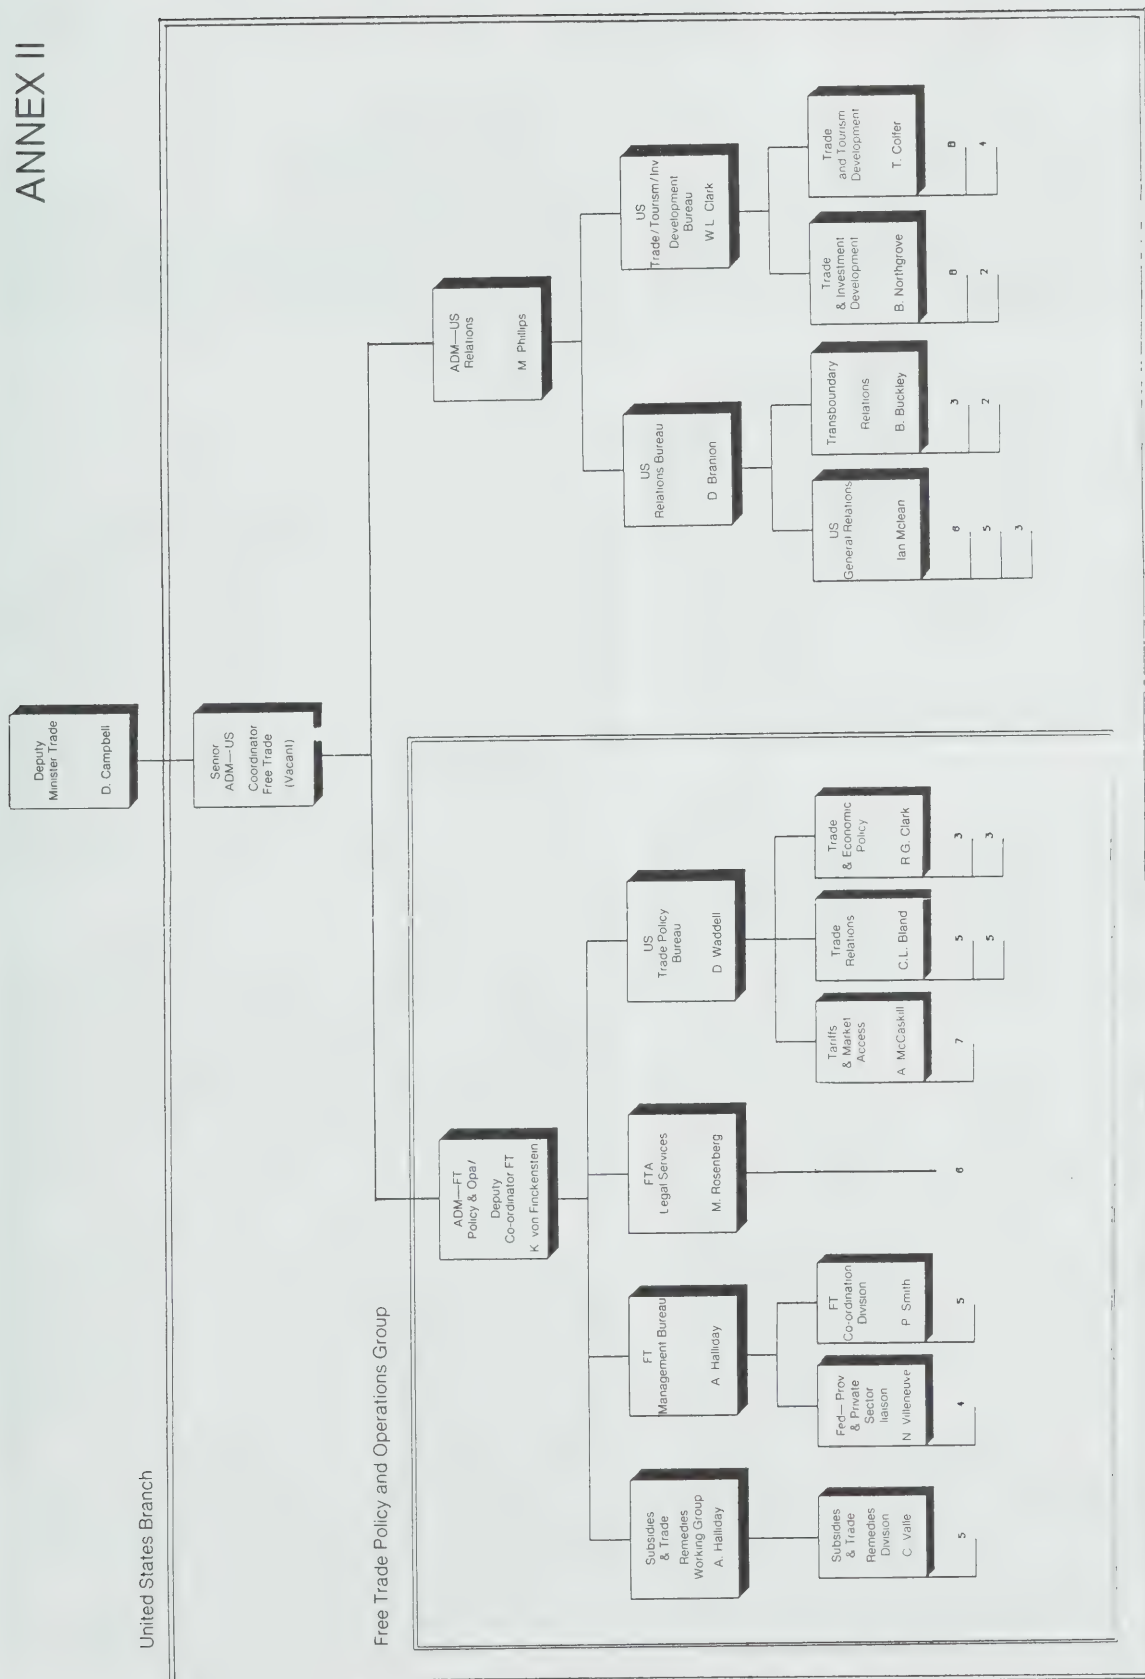 ANNEX II
Deputy
Minister Trade
D. Campbell
United States Branch
Senior
ADM—US
Coordinator
Free Trade
(Vacant)
Free Trade Policy and Operations Group
ADM—FT
Policy & Opa/
Deputy
Co-ordinator FT
K von Finckenstein
ADM—US
Relations
M Phillips
Subsidies
& Trade
Remedies
Working Group
A. Halliday
FT
Management Bureau
A Halliday
FTA
Legal Services
M. Rosenberg
US
Trade Policy
Bureau
D Waddell
US
Relations Bureau
D Branion
US
Trade/Tourism/Inv
Development
Bureau
W L Clark
Subsidies
& Trade
Remedies
Division
C Valle
5
Fed—Prov
& Private
Sector
liaison
N Villeneuve
4
FT
Co-ordination
Division
P Smith
5
6
Tariffs
& Market
Access
A McCaskill
7
Trade
Relations
C.L. Bland
5
5
Trade
& Economic
Policy
R G. Clark
3
3
US
General Relations
Ian Mclean
6
5
3
Transboundary
Relations
B. Buckley
3
2
Trade
& Investment
Development
B. Northgrove
8
2
Trade
and Tourism
Development
T. Colfer
8
4